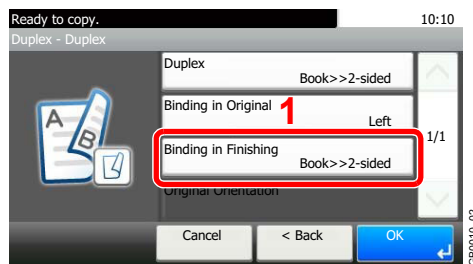 Ready to copy.
10:10
Duplex - Duplex
Duplex
Book>>2-sided
Binding in Original
1
Left
1/1
Binding in Finishing
Book>>2-sided
Original Orientation
A
B
Cancel
< Back
OK